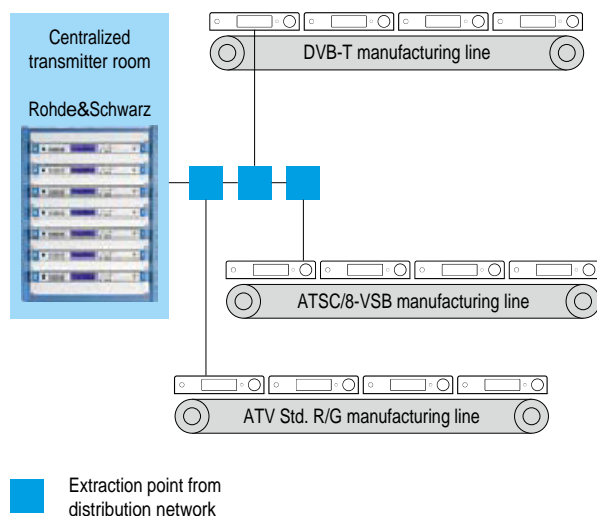 Centralized
transmitter room
Rohde&Schwarz
DVB-T manufacturing line
ATSC/8-VSB manufacturing line
ATV Std. R/G manufacturing line
Extraction point from
distribution network